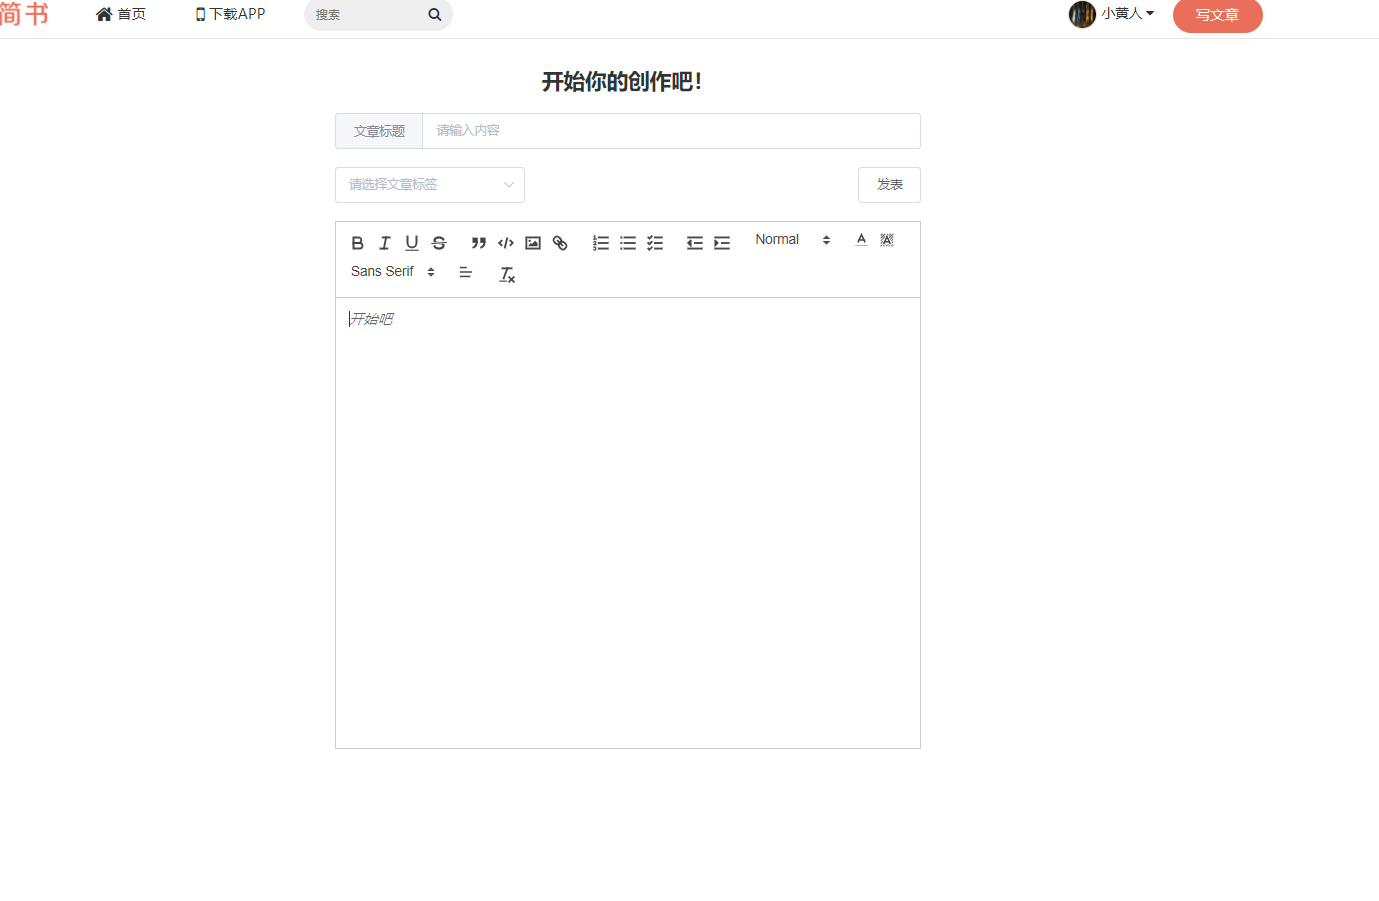 简书 首页 下载APP 搜索 小黄人 写文章
开始你的创作吧！
文章标题 请输入内容
请选择文章标签 发表
Normal
Sans Serif
开始吧